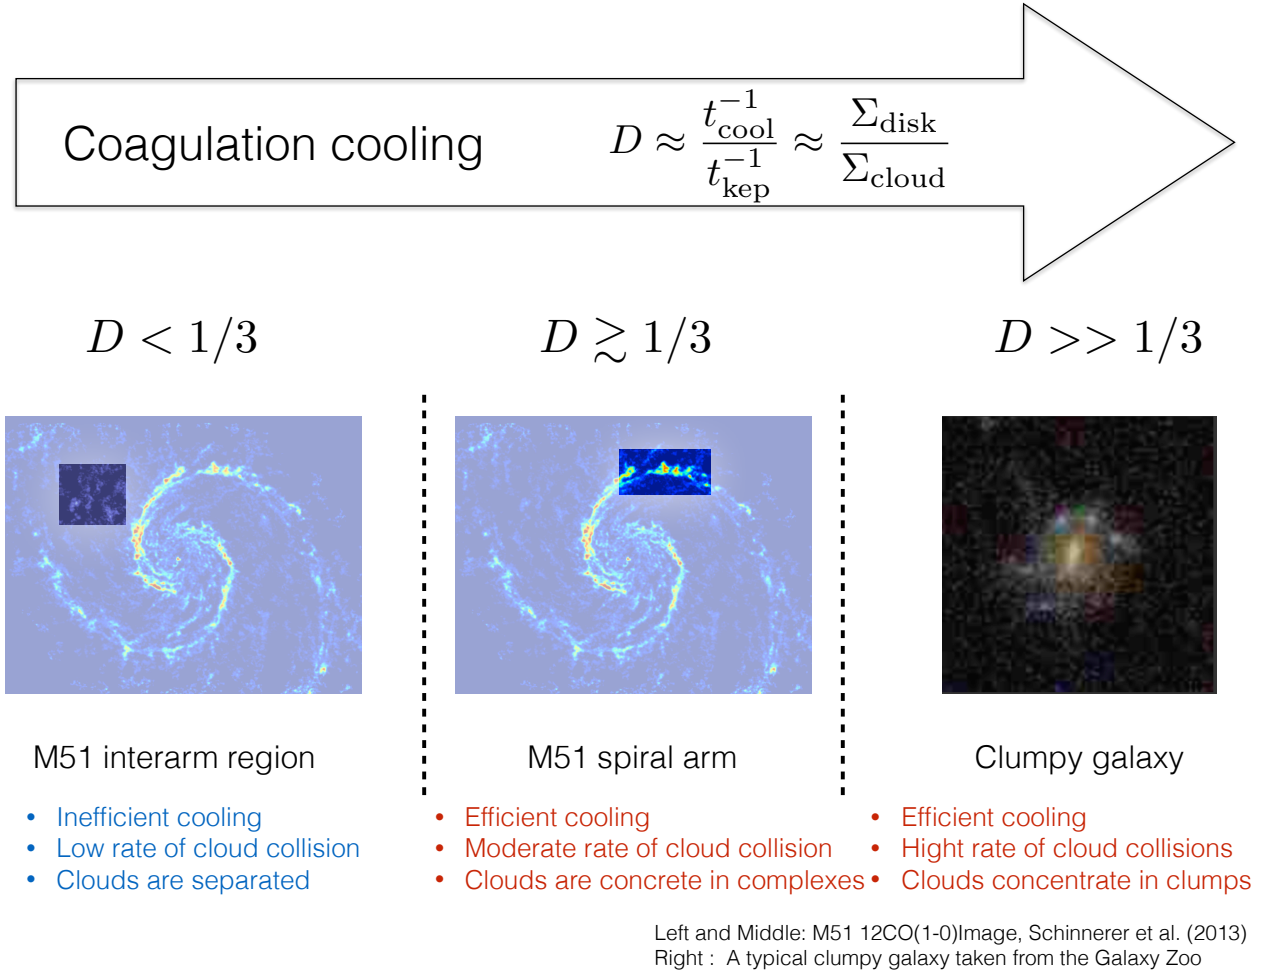 Coagulation cooling D ≈ t_cool^{-1} / t_kep^{-1} ≈ Σ_disk / Σ_cloud
D < 1/3 D ≳ 1/3 D >> 1/3
M51 interarm region M51 spiral arm Clumpy galaxy
• Inefficient cooling
• Low rate of cloud collision
• Clouds are separated
• Efficient cooling
• Moderate rate of cloud collision
• Clouds are concrete in complexes
• Efficient cooling
• Hight rate of cloud collisions
• Clouds concentrate in clumps
Left and Middle: M51 12CO(1-0)Image, Schinnerer et al. (2013)
Right : A typical clumpy galaxy taken from the Galaxy Zoo